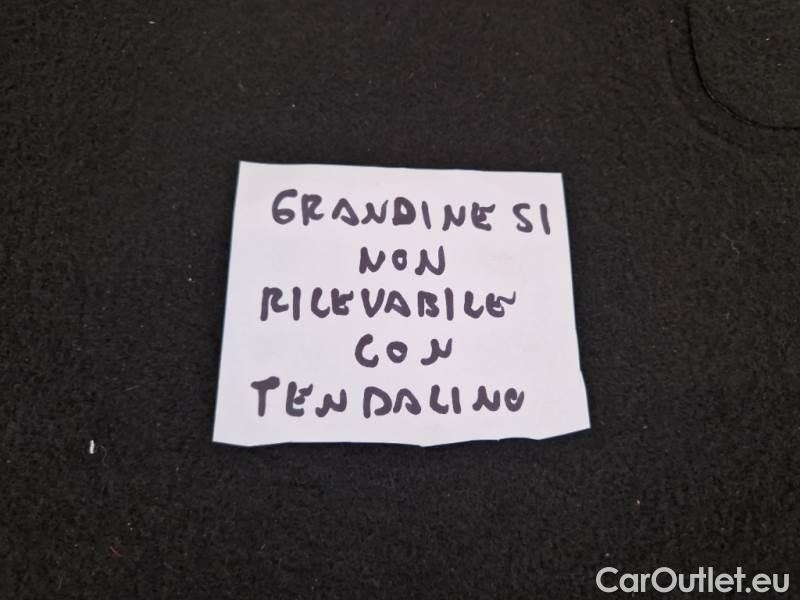 GRANDINE SI
NON
RILEVABILE
CON
TENDALINO
CarOutlet.eu